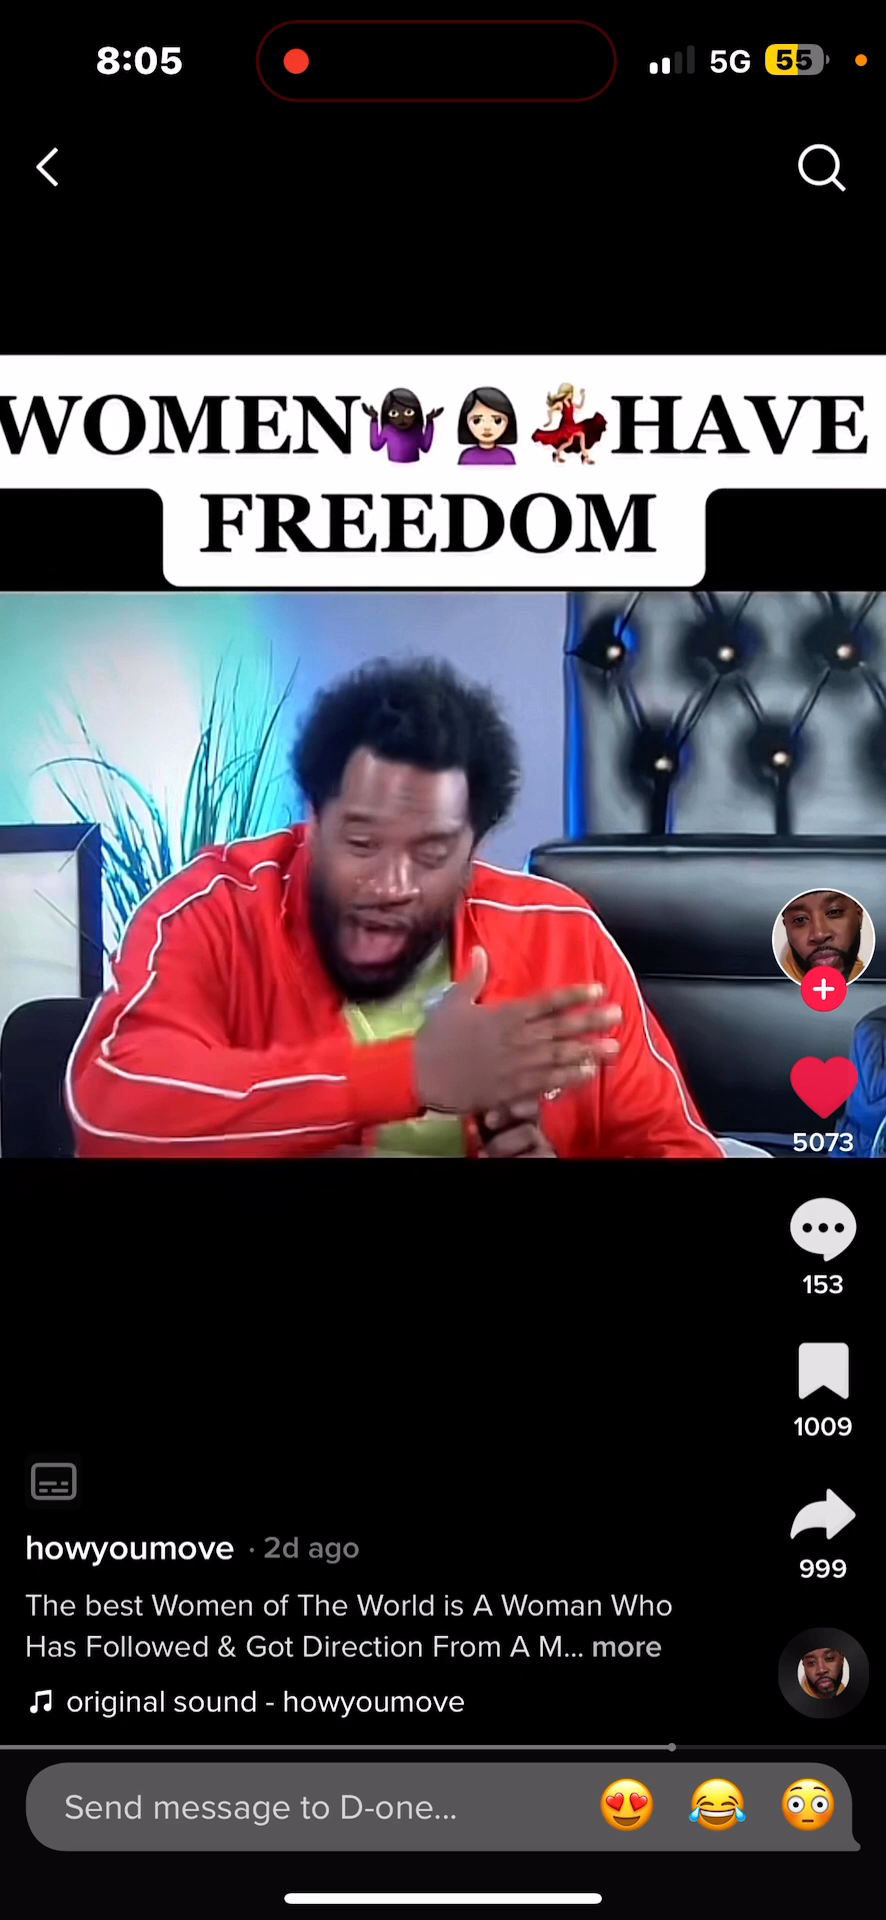 8:05 5G 55
WOMEN🤷🏿‍♀️🙍🏻‍♀️💃🏼HAVE
FREEDOM
5073
153
1009
999
howyoumove · 2d ago
The best Women of The World is A Woman Who
Has Followed & Got Direction From A M... more
original sound - howyoumove
Send message to D-one...